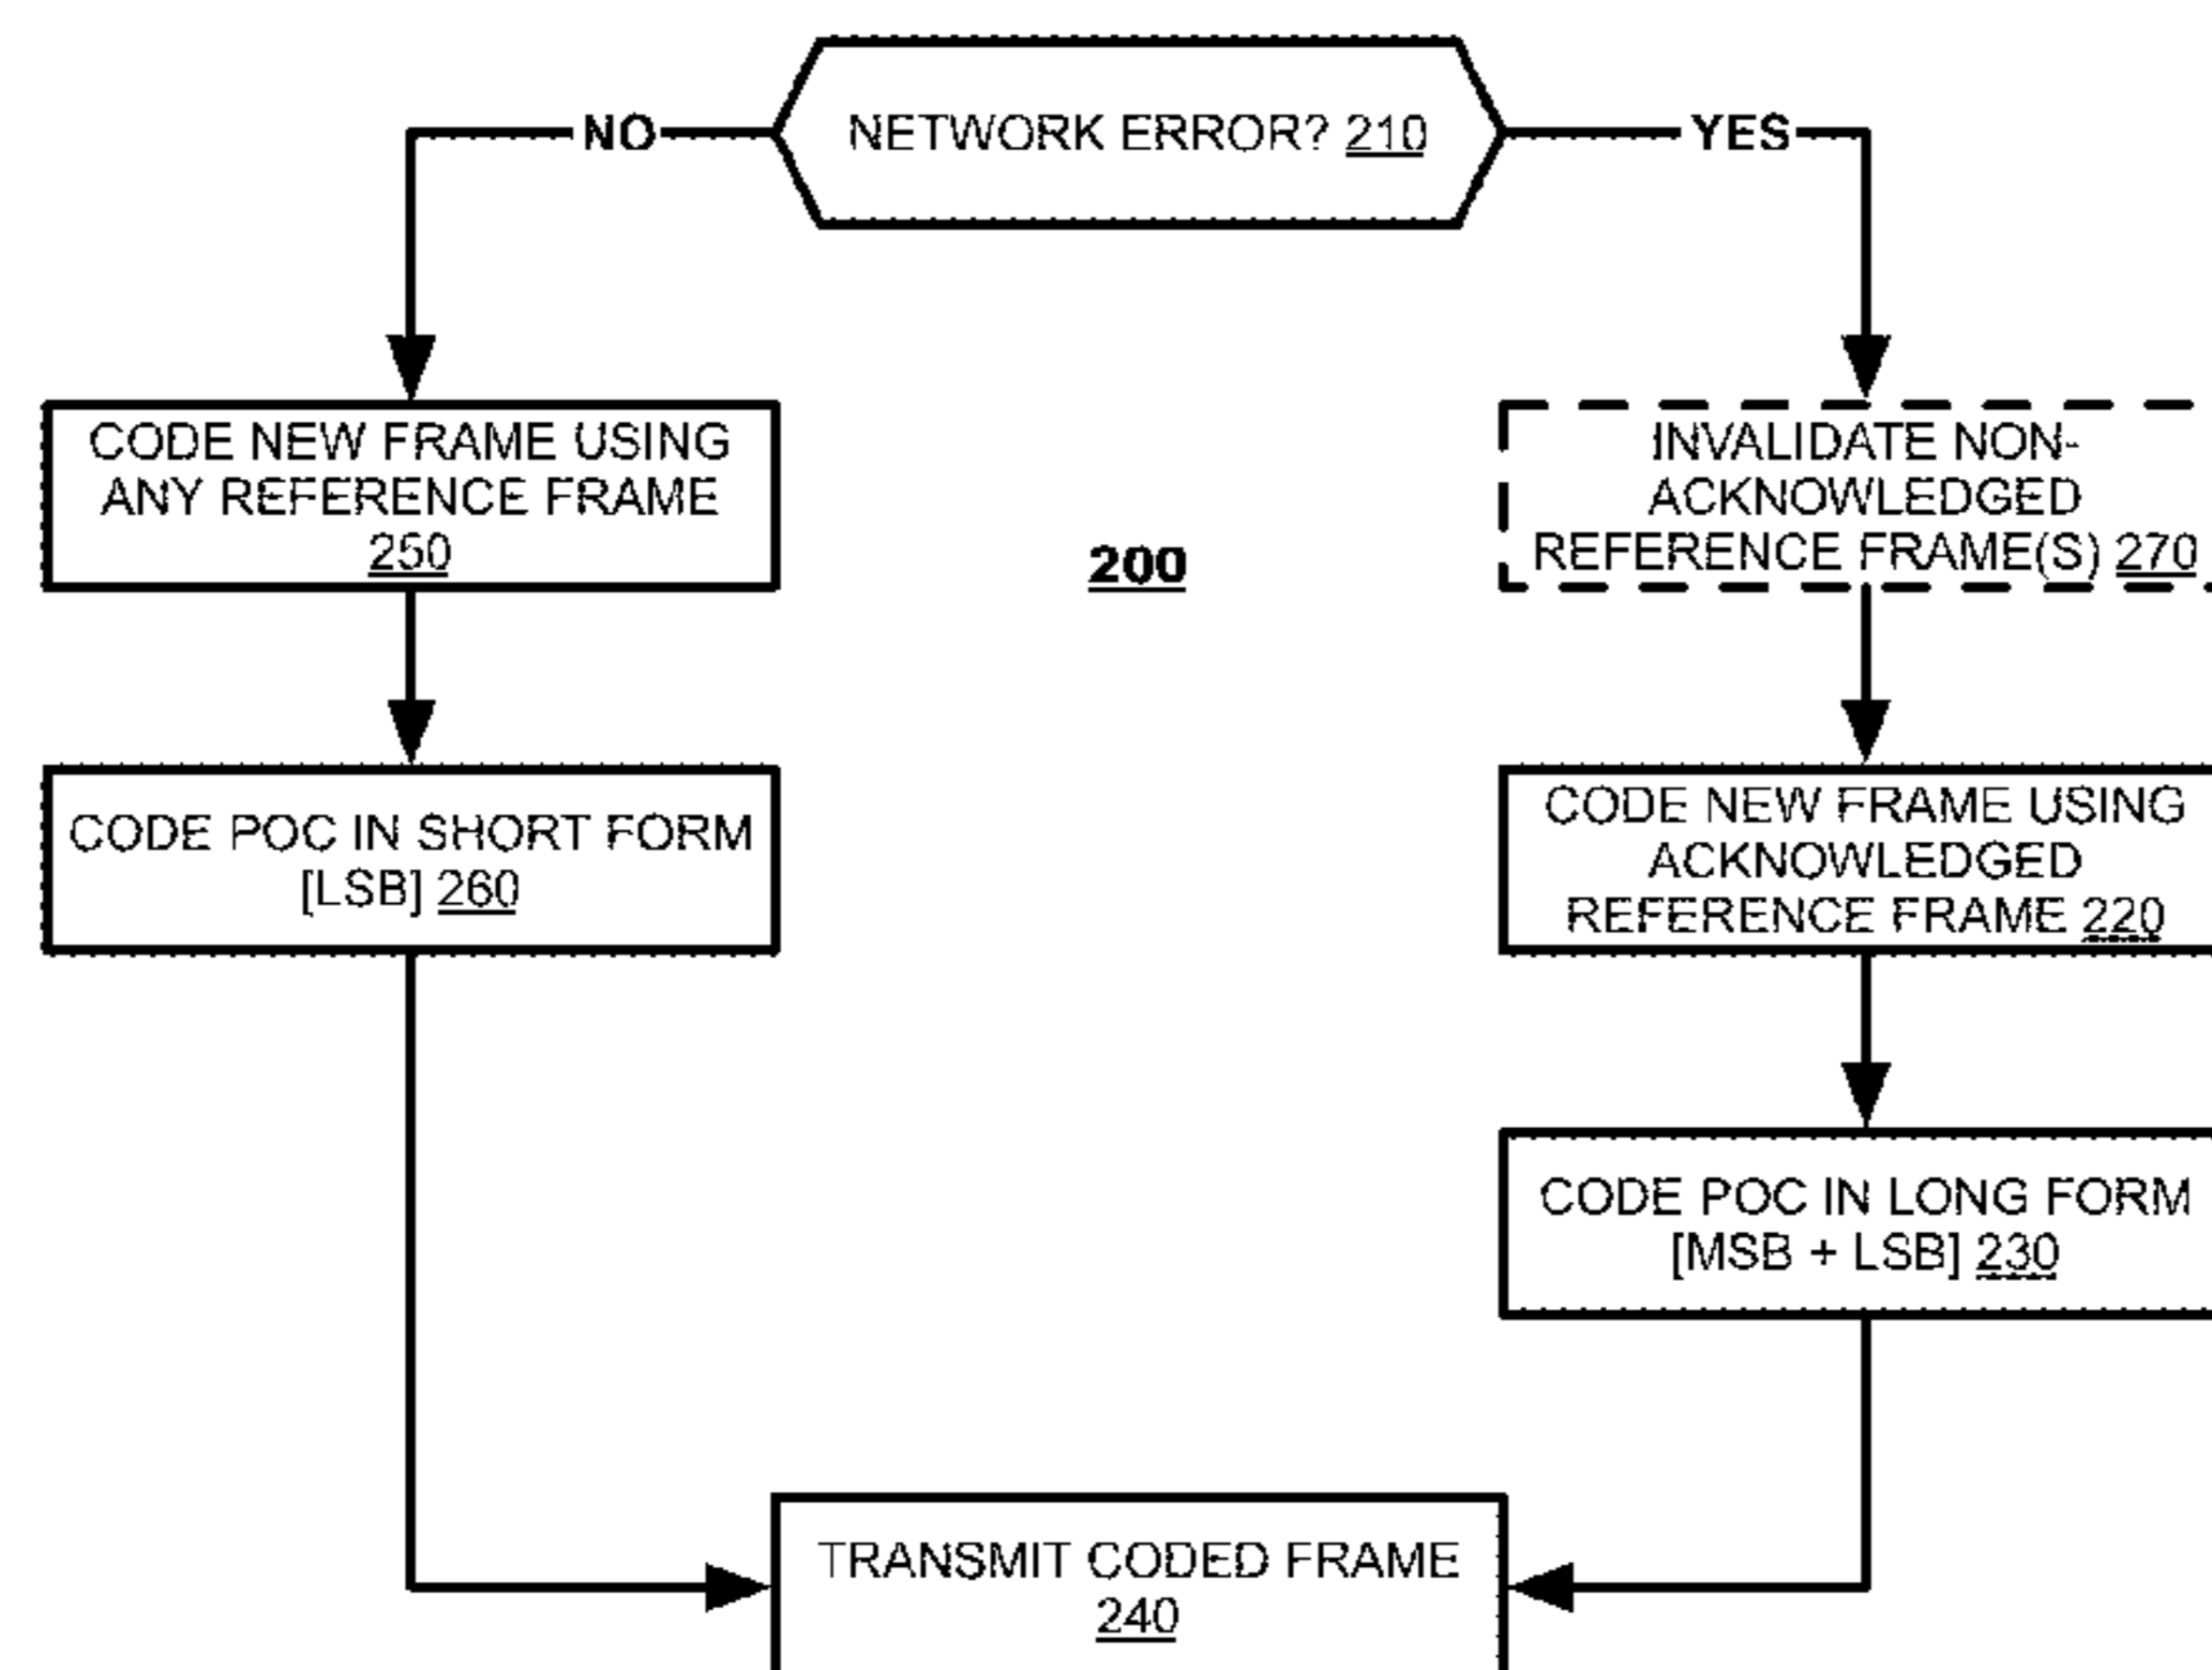 NETWORK ERROR? 210
NO
YES
CODE NEW FRAME USING
ANY REFERENCE FRAME
250
200
INVALIDATE NON-
ACKNOWLEDGED
REFERENCE FRAME(S) 270
CODE POC IN SHORT FORM
[LSB] 260
CODE NEW FRAME USING
ACKNOWLEDGED
REFERENCE FRAME 220
CODE POC IN LONG FORM
[MSB + LSB] 230
TRANSMIT CODED FRAME
240